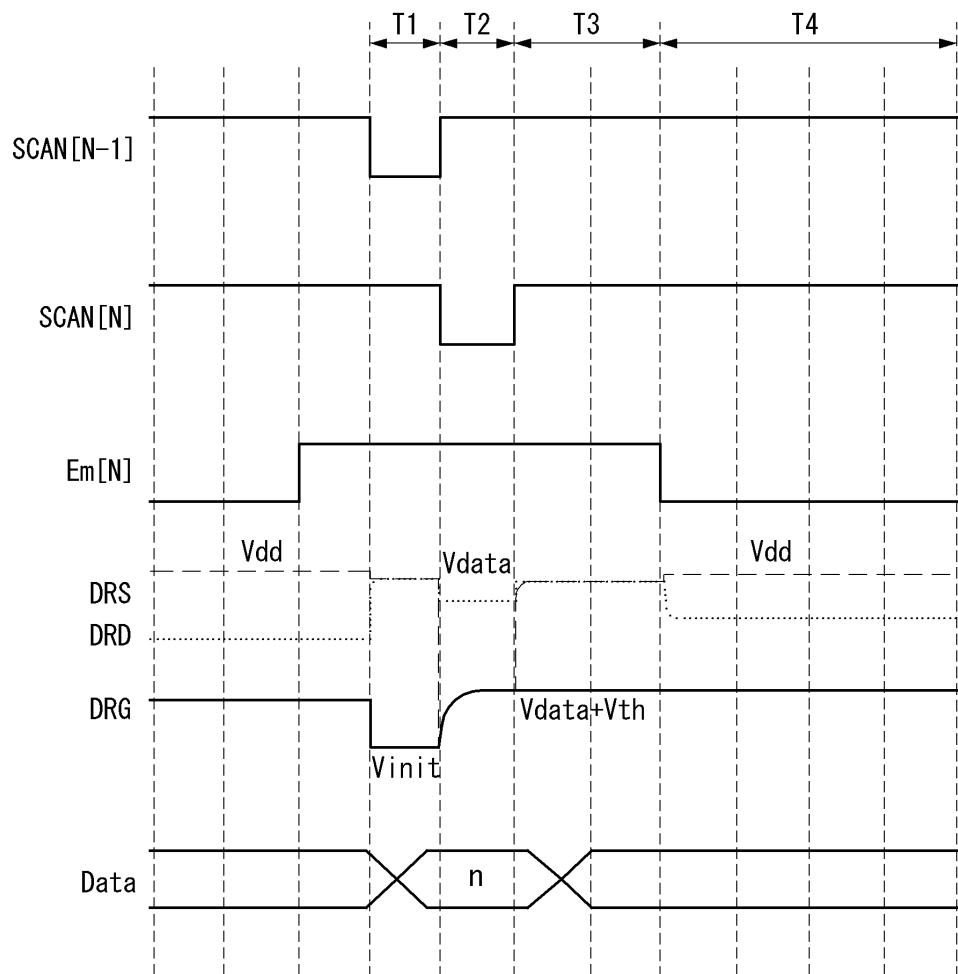 T1 T2 T3 T4
SCAN[N-1]
SCAN[N]
Em[N]
Vdd Vdata Vdd
DRS
DRD
DRG
Vdata+Vth
Vinit
Data n